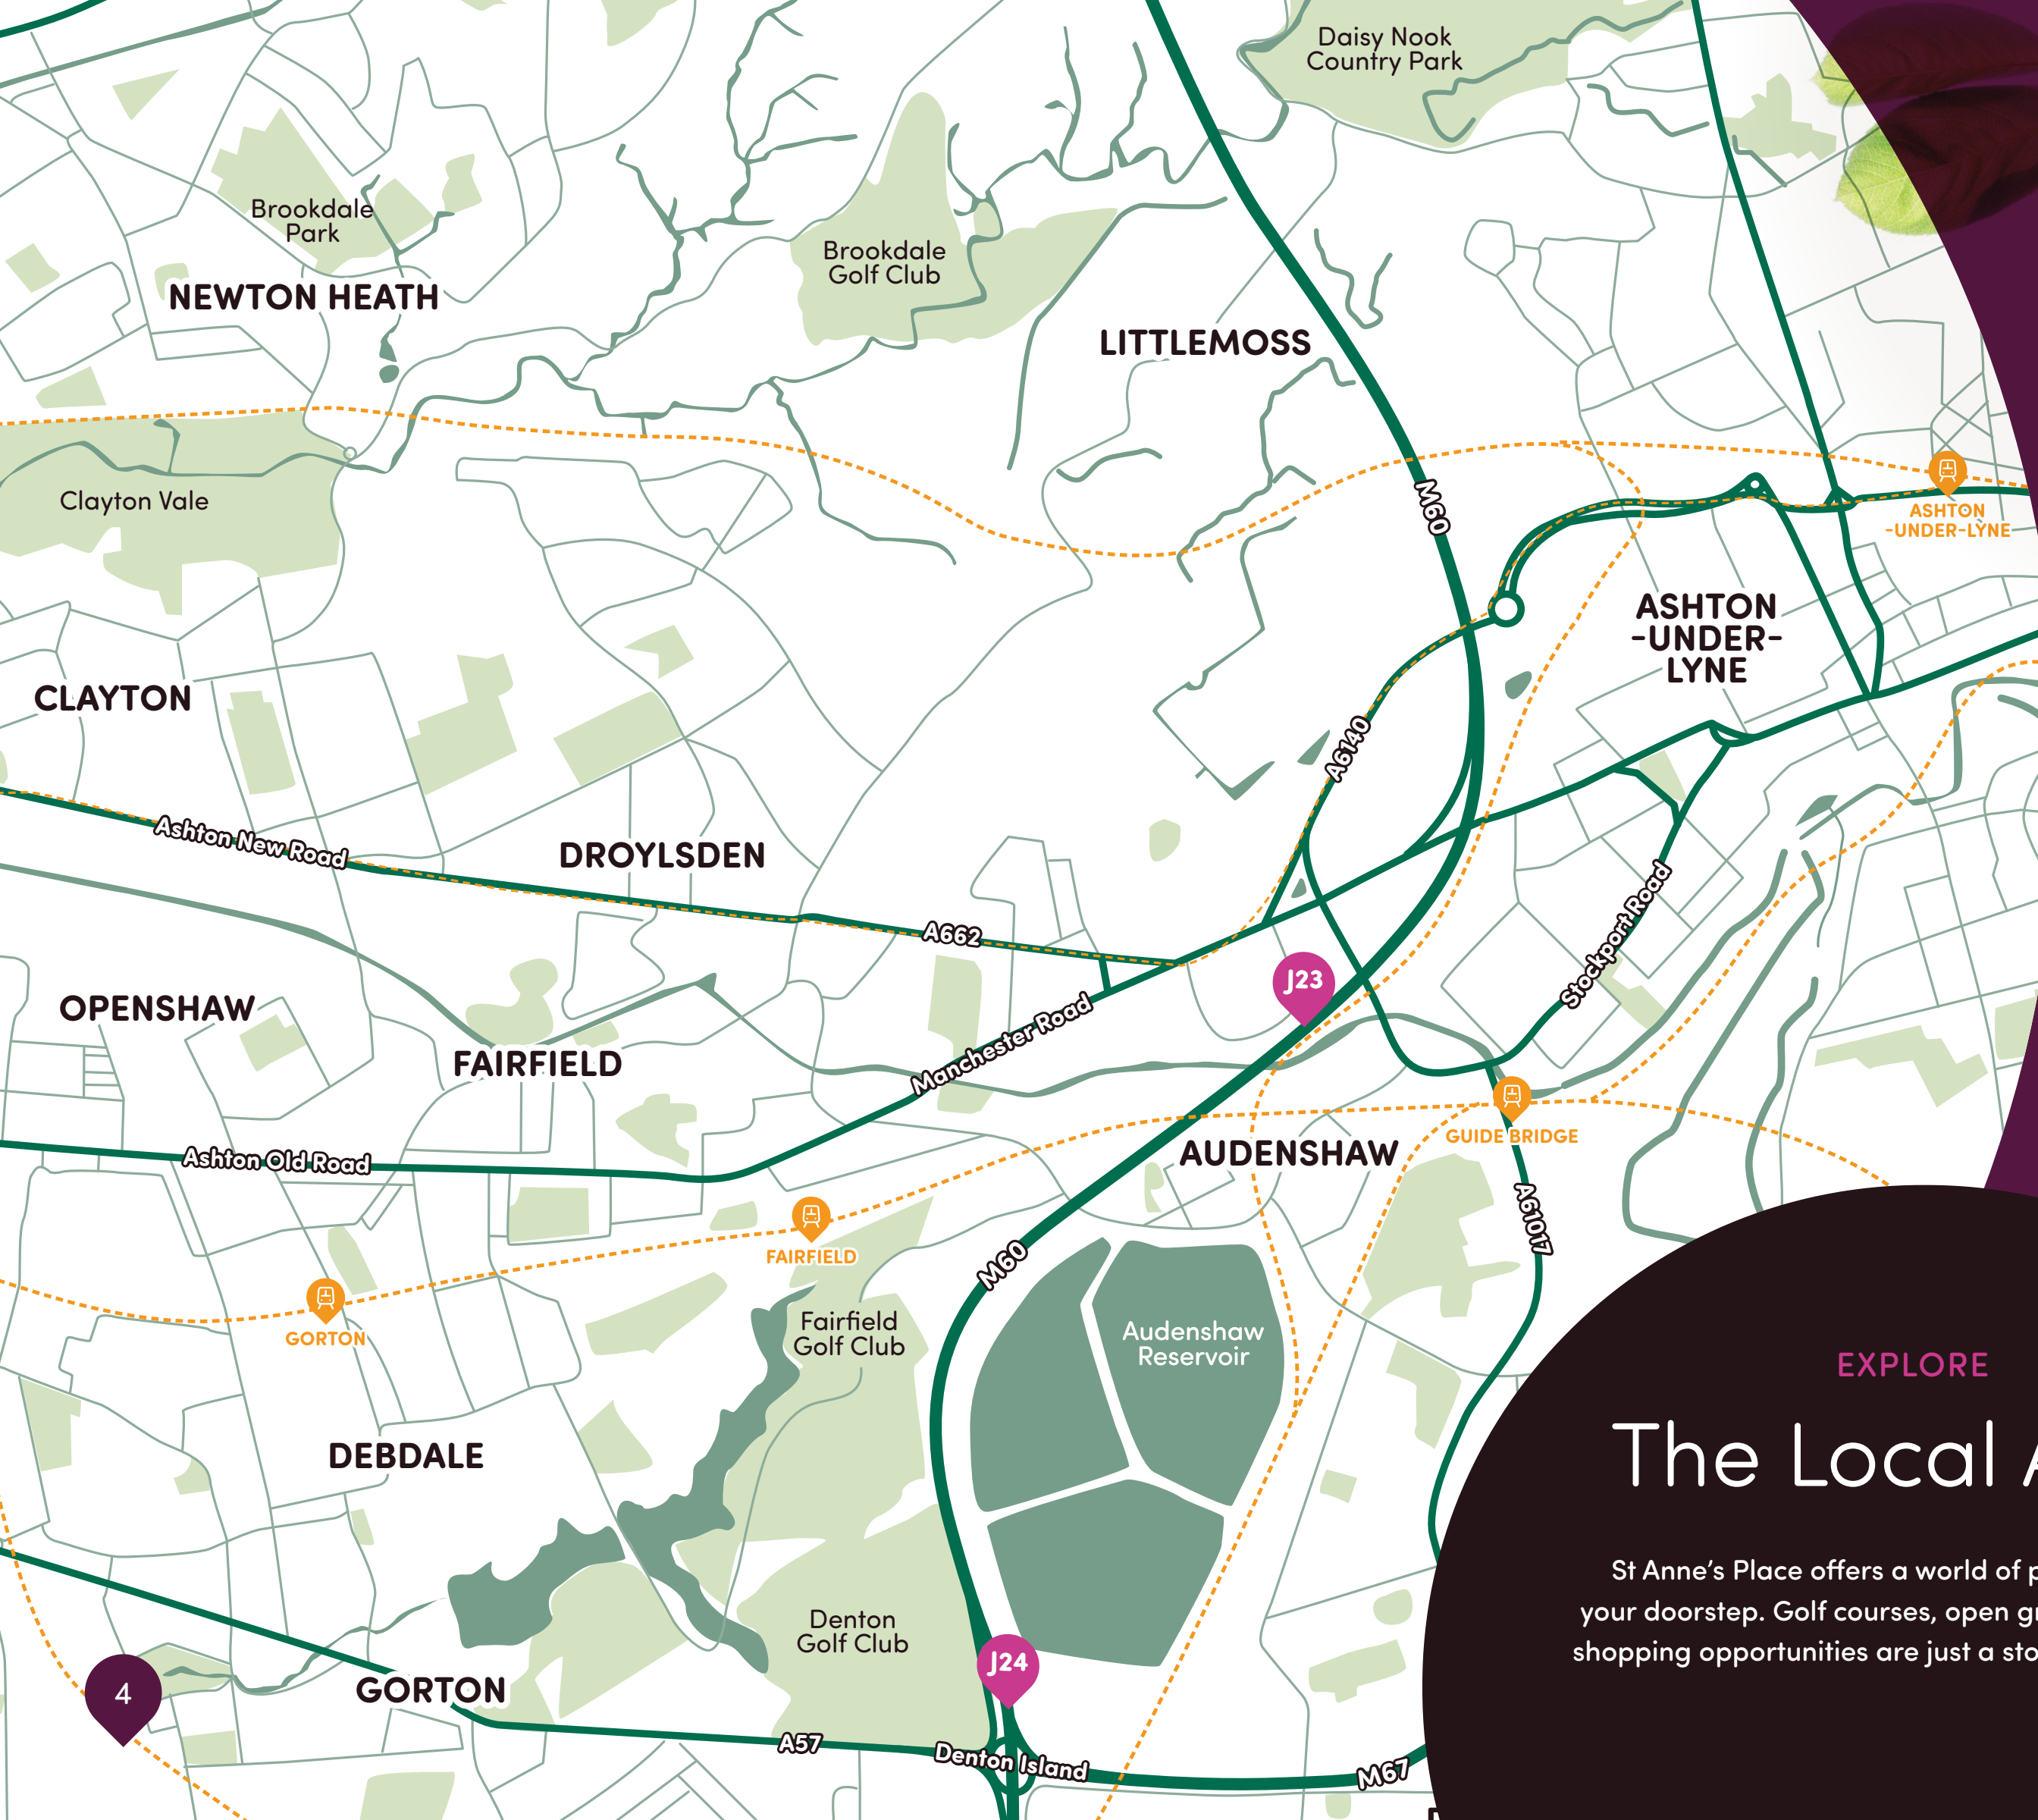 Daisy Nook
Country Park
Brookdale
Park
Brookdale
Golf Club
NEWTON HEATH
LITTLEMOSS
Clayton Vale
M60
ASHTON
-UNDER-LYNE
ASHTON
-UNDER-
LYNE
CLAYTON
A6140
Ashton New Road
DROYLSDEN
A662
Stockport Road
J23
OPENSHAW
Manchester Road
FAIRFIELD
GUIDE BRIDGE
AUDENSHAW
Ashton Old Road
A61017
FAIRFIELD
M60
GORTON
Fairfield
Golf Club
Audenshaw
Reservoir
EXPLORE
The Local
DEBDALE
St Anne’s Place offers a world of
your doorstep. Golf courses, open
shopping opportunities are just a
Denton
Golf Club
J24
4
GORTON
A57
Denton Island
M67